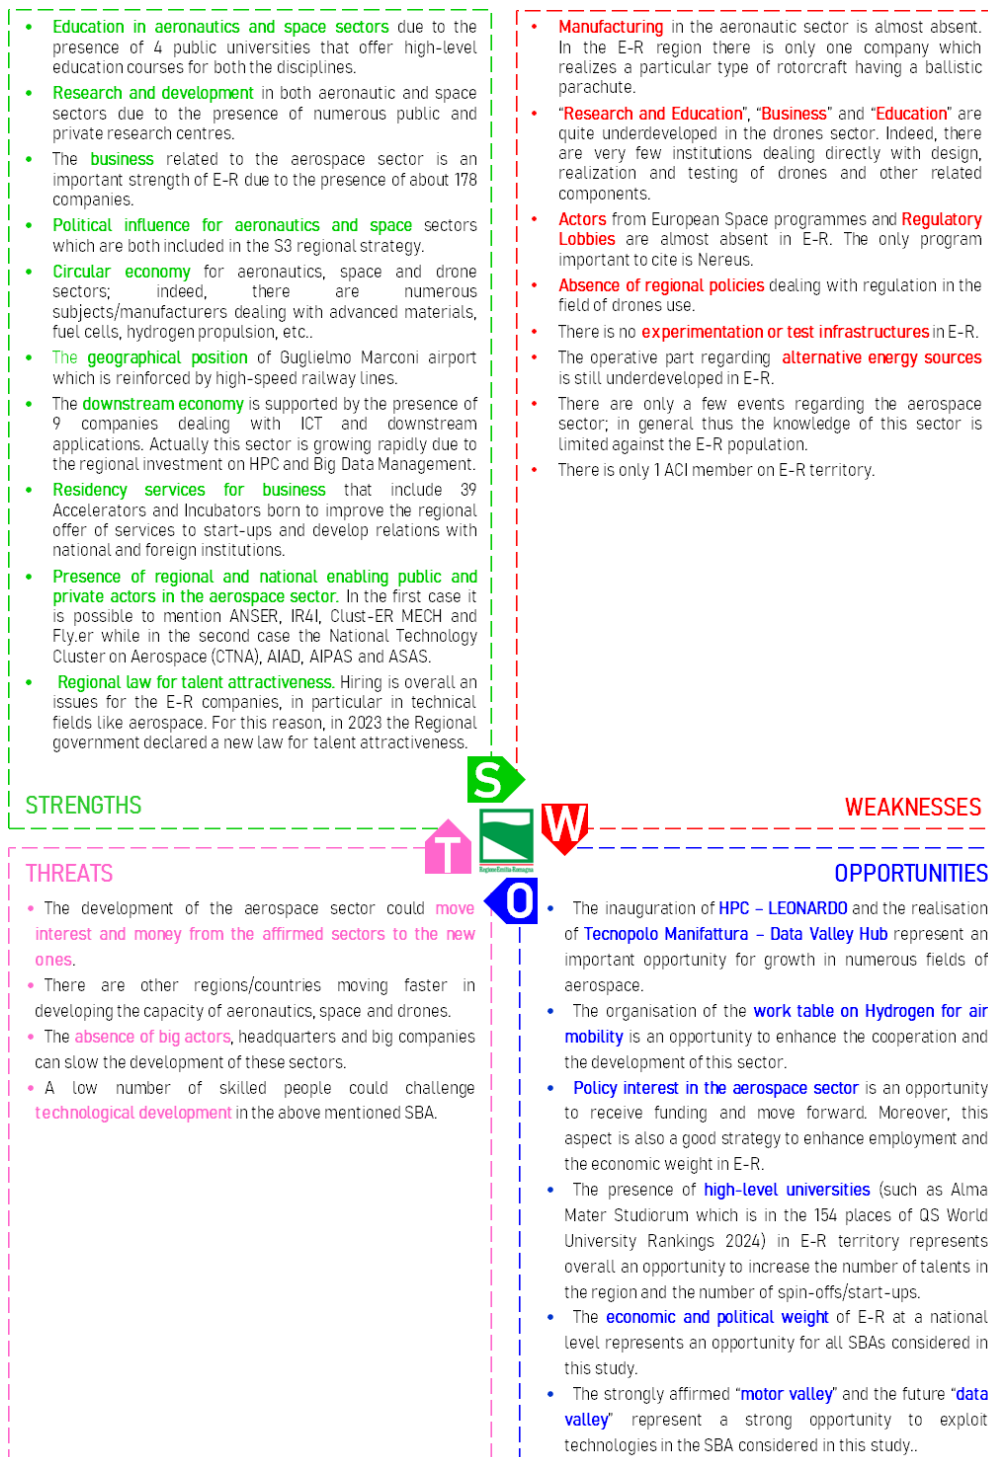 • Education in aeronautics and space sectors due to the
presence of 4 public universities that offer high-level
education courses for both the disciplines.
• Research and development in both aeronautic and space
sectors due to the presence of numerous public and
private research centres.
• The business related to the aerospace sector is an
important strength of E-R due to the presence of about 178
companies.
• Political influence for aeronautics and space sectors
which are both included in the S3 regional strategy.
• Circular economy for aeronautics, space and drone
sectors; indeed, there are numerous
subjects/manufacturers dealing with advanced materials,
fuel cells, hydrogen propulsion, etc..
• The geographical position of Guglielmo Marconi airport
which is reinforced by high-speed railway lines.
• The downstream economy is supported by the presence of
9 companies dealing with ICT and downstream
applications. Actually this sector is growing rapidly due to
the regional investment on HPC and Big Data Management.
• Residency services for business that include 39
Accelerators and Incubators born to improve the regional
offer of services to start-ups and develop relations with
national and foreign institutions.
• Presence of regional and national enabling public and
private actors in the aerospace sector. In the first case it
is possible to mention ANSER, IR4I, Clust-ER MECH and
Fly.er while in the second case the National Technology
Cluster on Aerospace (CTNA), AIAD, AIPAS and ASAS.
• Regional law for talent attractiveness. Hiring is overall an
issues for the E-R companies, in particular in technical
fields like aerospace. For this reason, in 2023 the Regional
government declared a new law for talent attractiveness.
STRENGTHS
• Manufacturing in the aeronautic sector is almost absent.
In the E-R region there is only one company which
realizes a particular type of rotorcraft having a ballistic
parachute.
• “Research and Education”, “Business” and “Education” are
quite underdeveloped in the drones sector. Indeed, there
are very few institutions dealing directly with design,
realization and testing of drones and other related
components.
• Actors from European Space programmes and Regulatory
Lobbies are almost absent in E-R. The only program
important to cite is Nereus.
• Absence of regional policies dealing with regulation in the
field of drones use.
• There is no experimentation or test infrastructures in E-R.
• The operative part regarding alternative energy sources
is still underdeveloped in E-R.
• There are only a few events regarding the aerospace
sector; in general thus the knowledge of this sector is
limited against the E-R population.
• There is only 1 ACI member on E-R territory.
WEAKNESSES
S
W
T
O
Regione Emilia-Romagna
THREATS
• The development of the aerospace sector could move
interest and money from the affirmed sectors to the new
ones.
• There are other regions/countries moving faster in
developing the capacity of aeronautics, space and drones.
• The absence of big actors, headquarters and big companies
can slow the development of these sectors.
• A low number of skilled people could challenge
technological development in the above mentioned SBA.
OPPORTUNITIES
• The inauguration of HPC – LEONARDO and the realisation
of Tecnopolo Manifattura – Data Valley Hub represent an
important opportunity for growth in numerous fields of
aerospace.
• The organisation of the work table on Hydrogen for air
mobility is an opportunity to enhance the cooperation and
the development of this sector.
• Policy interest in the aerospace sector is an opportunity
to receive funding and move forward. Moreover, this
aspect is also a good strategy to enhance employment and
the economic weight in E-R.
• The presence of high-level universities (such as Alma
Mater Studiorum which is in the 154 places of QS World
University Rankings 2024) in E-R territory represents
overall an opportunity to increase the number of talents in
the region and the number of spin-offs/start-ups.
• The economic and political weight of E-R at a national
level represents an opportunity for all SBAs considered in
this study.
• The strongly affirmed “motor valley” and the future “data
valley” represent a strong opportunity to exploit
technologies in the SBA considered in this study..